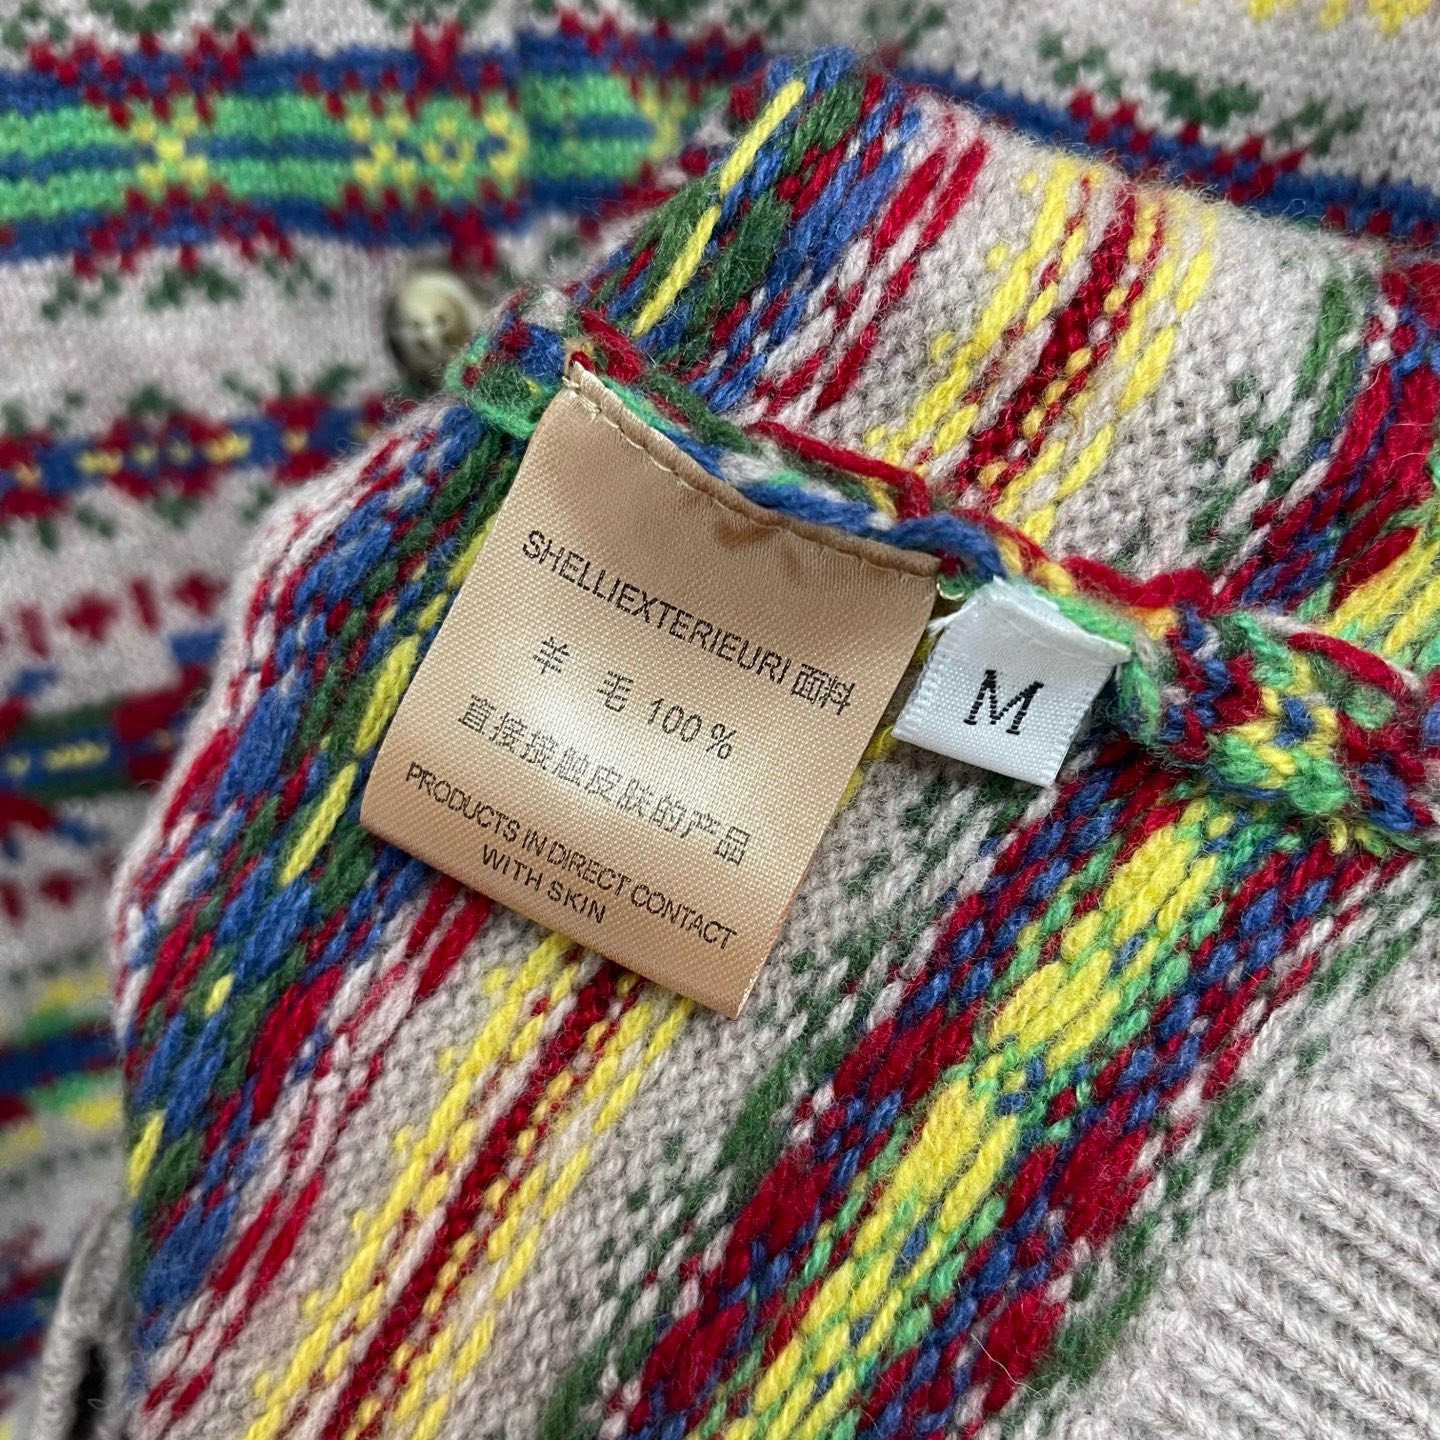 SHELLIEXTERIEURI 面料
羊 毛 100%
直接接触皮肤的产品
PRODUCTS IN DIRECT CONTACT
WITH SKIN
M